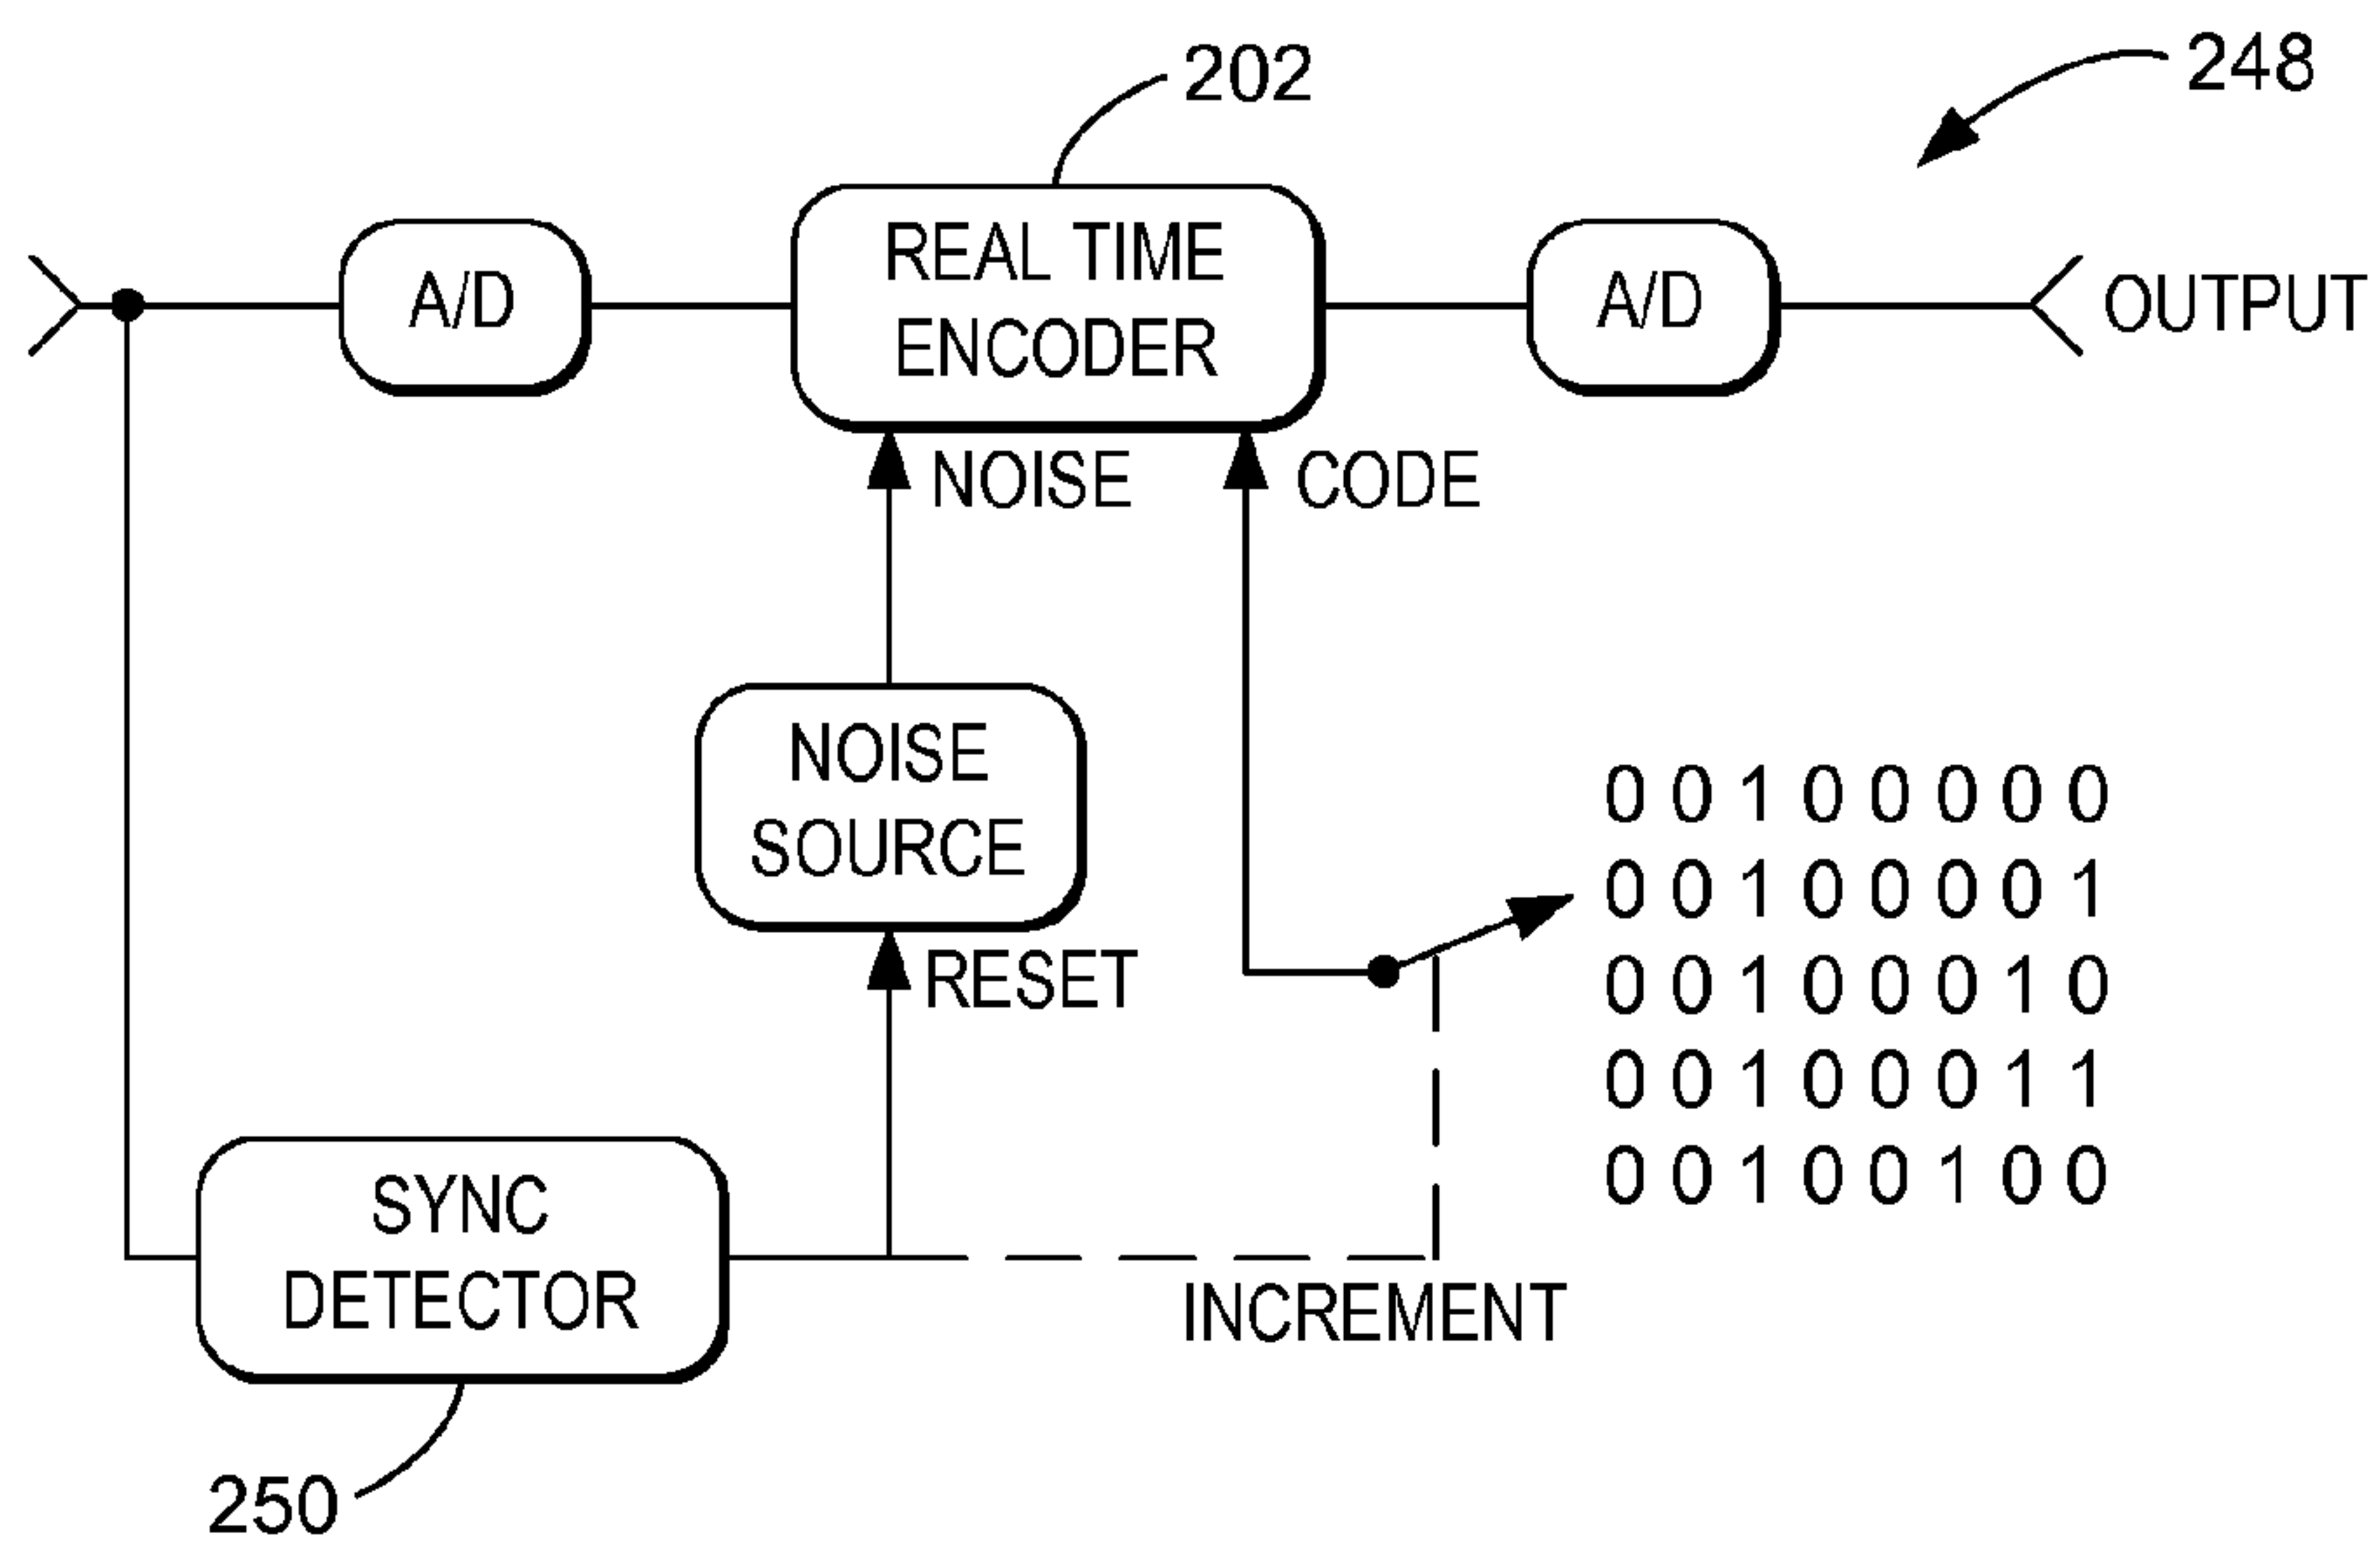 202
248
A/D
REAL TIME
ENCODER
A/D
OUTPUT
NOISE
CODE
NOISE
SOURCE
RESET
0 0 1 0 0 0 0 0
0 0 1 0 0 0 0 1
0 0 1 0 0 0 1 0
0 0 1 0 0 0 1 1
0 0 1 0 0 1 0 0
SYNC
DETECTOR
INCREMENT
250